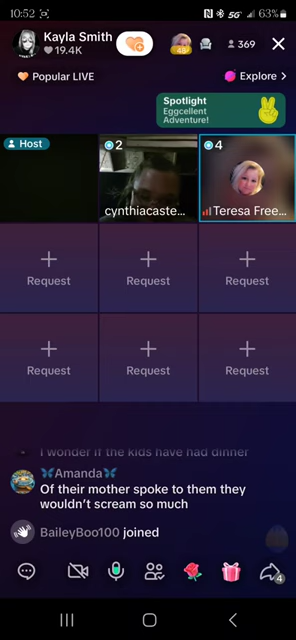 10:52
5G
63%
Kayla Smith
19.4K
369
Popular LIVE
Explore >
Spotlight
Eggcellent
Adventure!
Host
2
4
cynthiacaste...
Teresa Free...
Request
Request
Request
Request
Request
Request
I wonder if the kids have had dinner
Amanda
Of their mother spoke to them they
wouldn't scream so much
BaileyBoo100 joined
4